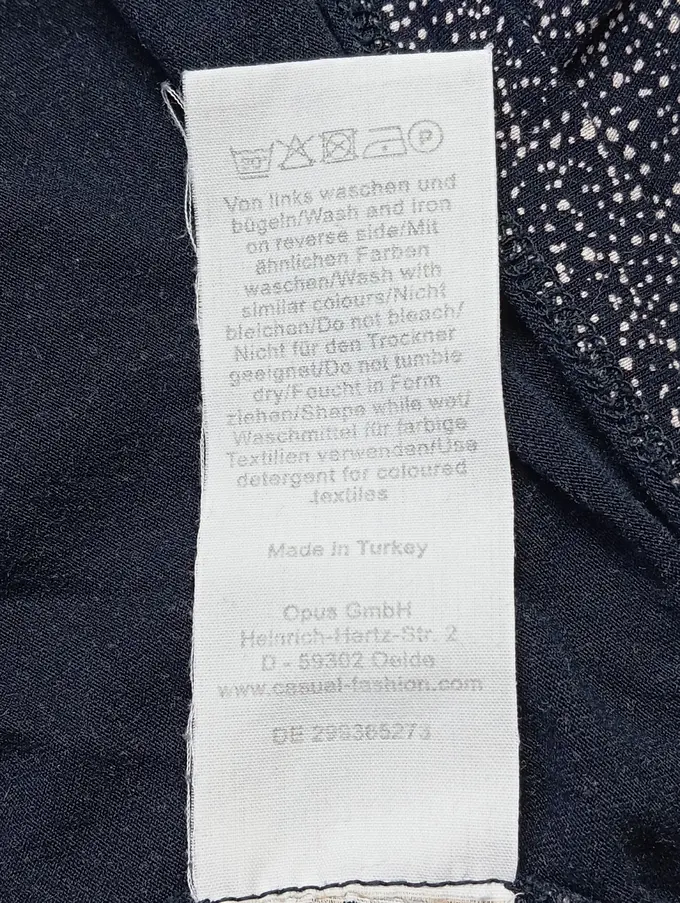 30°
P
Von links waschen und
bügeln/Wash and iron
on reverse side/Mit
ähnlichen Farben
waschen/Wash with
similar colours/Nicht
bleichen/Do not bleach/
Nicht für den Trockner
geeignet/Do not tumble
dry/Feucht in Form
ziehen/Shape while wet/
Waschmittel für farbige
Textilien verwenden/Use
detergent for coloured
textiles
Made in Turkey
Opus GmbH
Heinrich-Hertz-Str. 2
D - 59302 Oelde
www.casual-fashion.com
DE 299365273